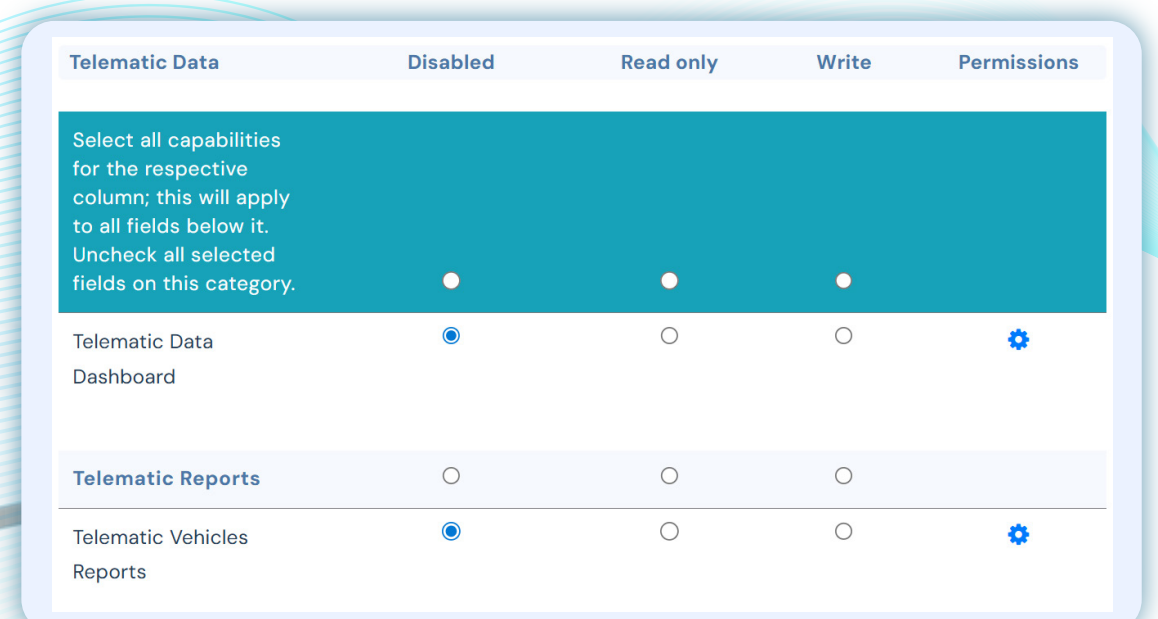 Telematic Data Disabled Read only Write Permissions
Select all capabilities
for the respective
column; this will apply
to all fields below it.
Uncheck all selected
fields on this category.
Telematic Data
Dashboard
Telematic Reports
Telematic Vehicles
Reports